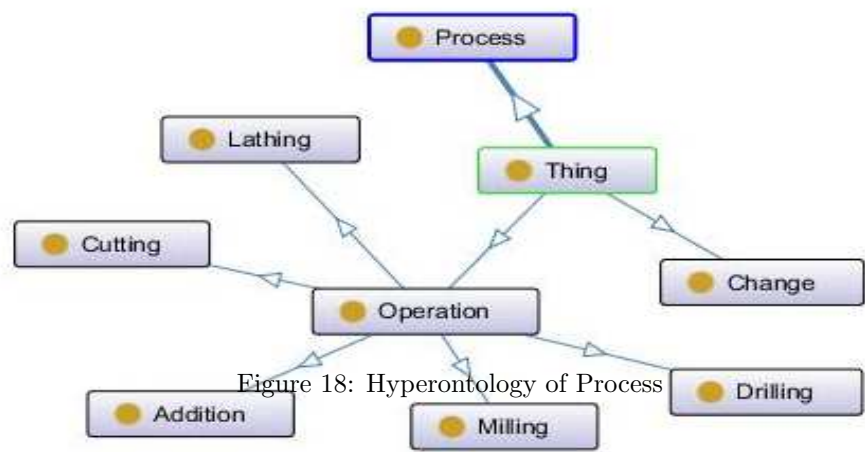 Process
Lathing
Thing
Cutting
Change
Operation
Figure 18: Hyperontology of Process
Drilling
Addition
Milling